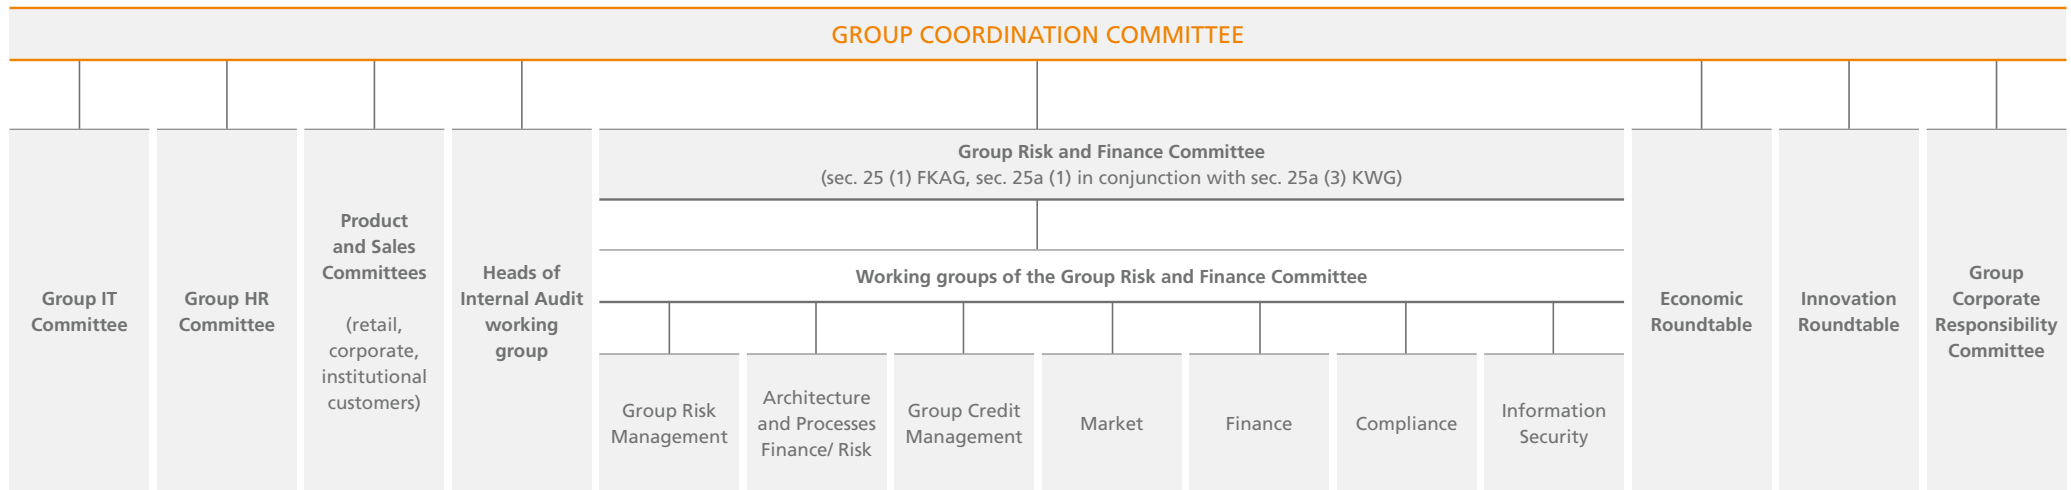 GROUP COORDINATION COMMITTEE
Group IT
Committee
Group HR
Committee
Product
and Sales
Committees
(retail,
corporate,
institutional
customers)
Heads of
Internal Audit
working
group
Group Risk and Finance Committee
(sec. 25 (1) FKAG, sec. 25a (1) in conjunction with sec. 25a (3) KWG)
Working groups of the Group Risk and Finance Committee
Group Risk
Management
Architecture
and Processes
Finance/ Risk
Group Credit
Management
Market
Finance
Compliance
Information
Security
Economic
Roundtable
Innovation
Roundtable
Group
Corporate
Responsibility
Committee